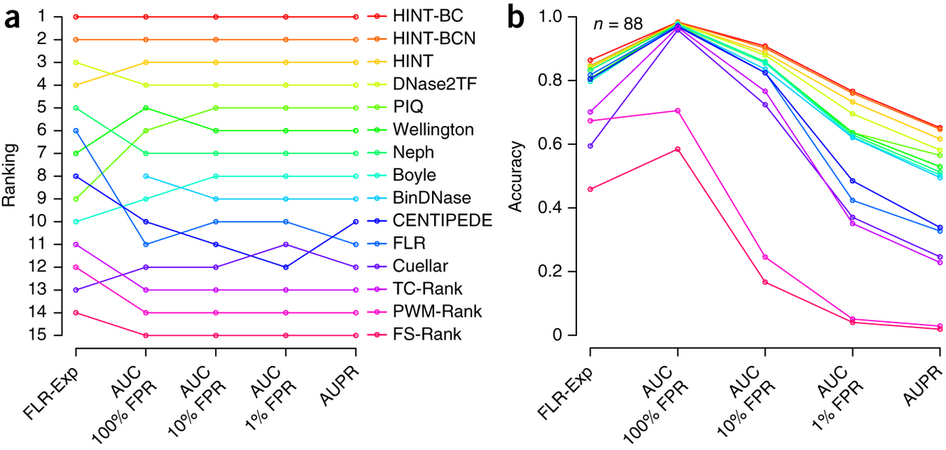 a
Ranking
1
2
3
4
5
6
7
8
9
10
11
12
13
14
15
HINT-BC
HINT-BCN
HINT
DNase2TF
PIQ
Wellington
Neph
Boyle
BinDNase
CENTIPEDE
FLR
Cuellar
TC-Rank
PWM-Rank
FS-Rank
FLR-Exp
AUC
100% FPR
AUC
10% FPR
AUC
1% FPR
AUPR
b
n = 88
Accuracy
1.0
0.8
0.6
0.4
0.2
0
FLR-Exp
AUC
100% FPR
AUC
10% FPR
AUC
1% FPR
AUPR